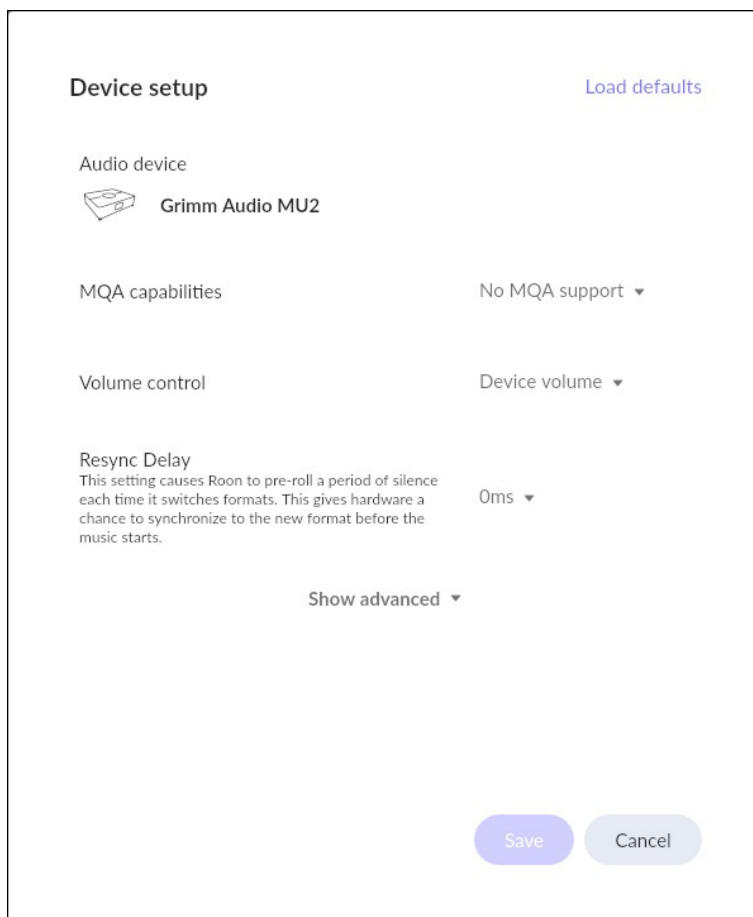 Device setup
Load defaults
Audio device
Grimm Audio MU2
MQA capabilities
No MQA support
Volume control
Device volume
Resync Delay
This setting causes Roon to pre-roll a period of silence
each time it switches formats. This gives hardware a
chance to synchronize to the new format before the
music starts.
0ms
Show advanced
Save
Cancel